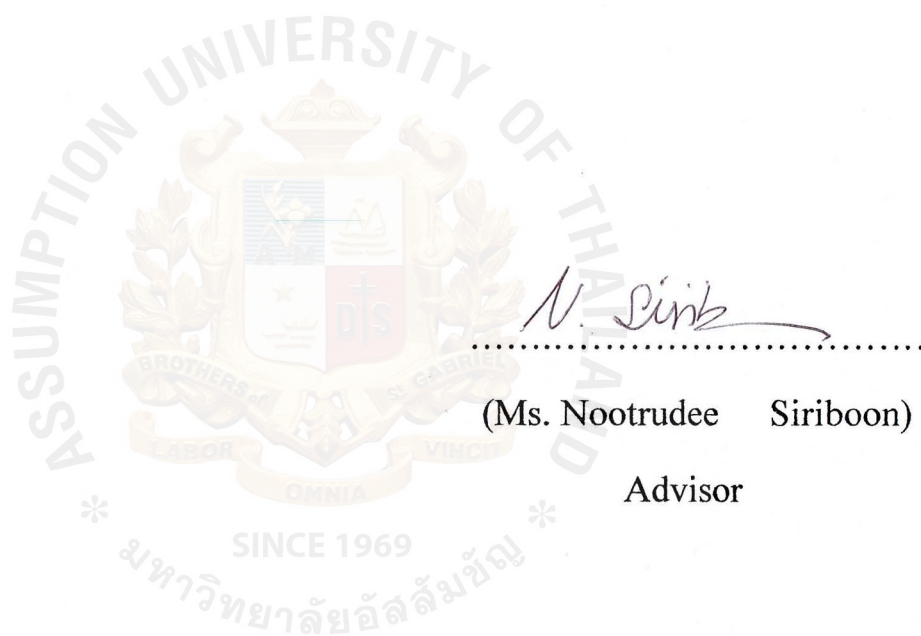 ASSUMPTION UNIVERSITY OF THAILAND
A M
D S
BROTHERS of St GABRIEL
LABOR OMNIA VINCIT
SINCE 1969
* มหาวิทยาลัยอัสสัมชัญ *
N. Sirib
(Ms. Nootrudee Siriboon)
Advisor